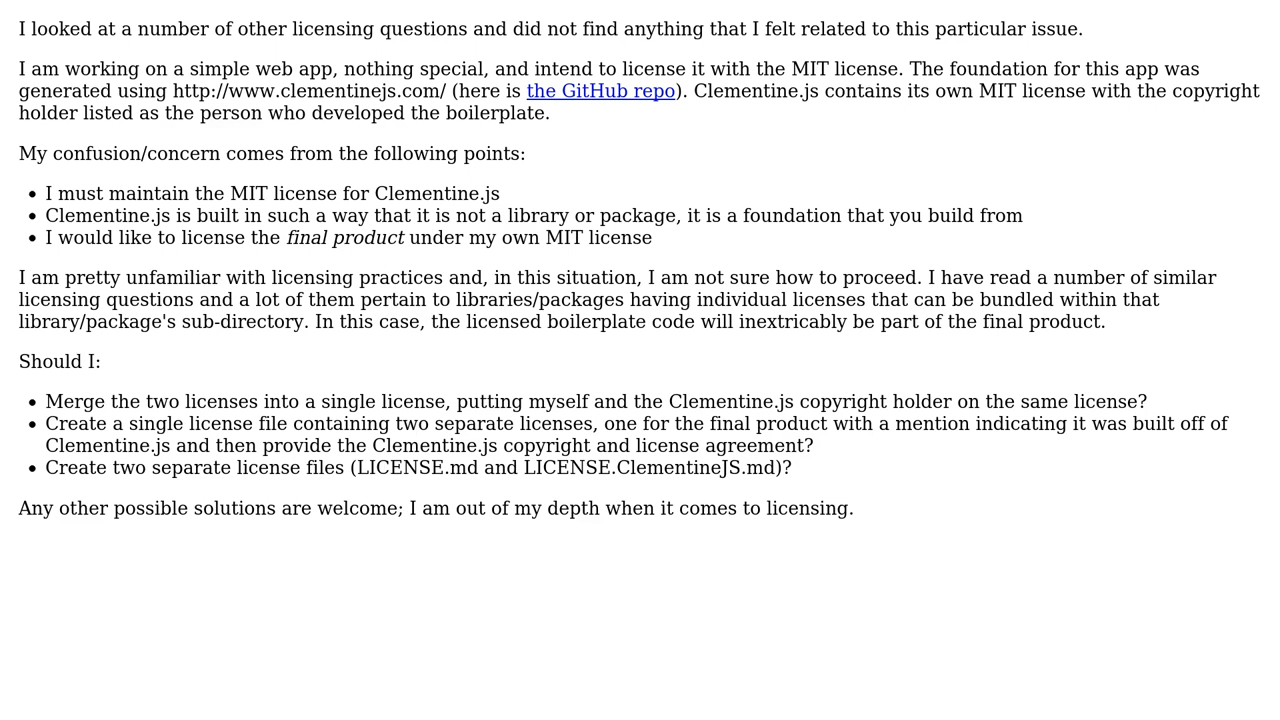 I looked at a number of other licensing questions and did not find anything that I felt related to this particular issue.
I am working on a simple web app, nothing special, and intend to license it with the MIT license. The foundation for this app was
generated using http://www.clementinejs.com/ (here is the GitHub repo). Clementine.js contains its own MIT license with the copyright
holder listed as the person who developed the boilerplate.
My confusion/concern comes from the following points:
• I must maintain the MIT license for Clementine.js
• Clementine.js is built in such a way that it is not a library or package, it is a foundation that you build from
• I would like to license the final product under my own MIT license
I am pretty unfamiliar with licensing practices and, in this situation, I am not sure how to proceed. I have read a number of similar
licensing questions and a lot of them pertain to libraries/packages having individual licenses that can be bundled within that
library/package's sub-directory. In this case, the licensed boilerplate code will inextricably be part of the final product.
Should I:
• Merge the two licenses into a single license, putting myself and the Clementine.js copyright holder on the same license?
• Create a single license file containing two separate licenses, one for the final product with a mention indicating it was built off of
Clementine.js and then provide the Clementine.js copyright and license agreement?
• Create two separate license files (LICENSE.md and LICENSE.ClementineJS.md)?
Any other possible solutions are welcome; I am out of my depth when it comes to licensing.